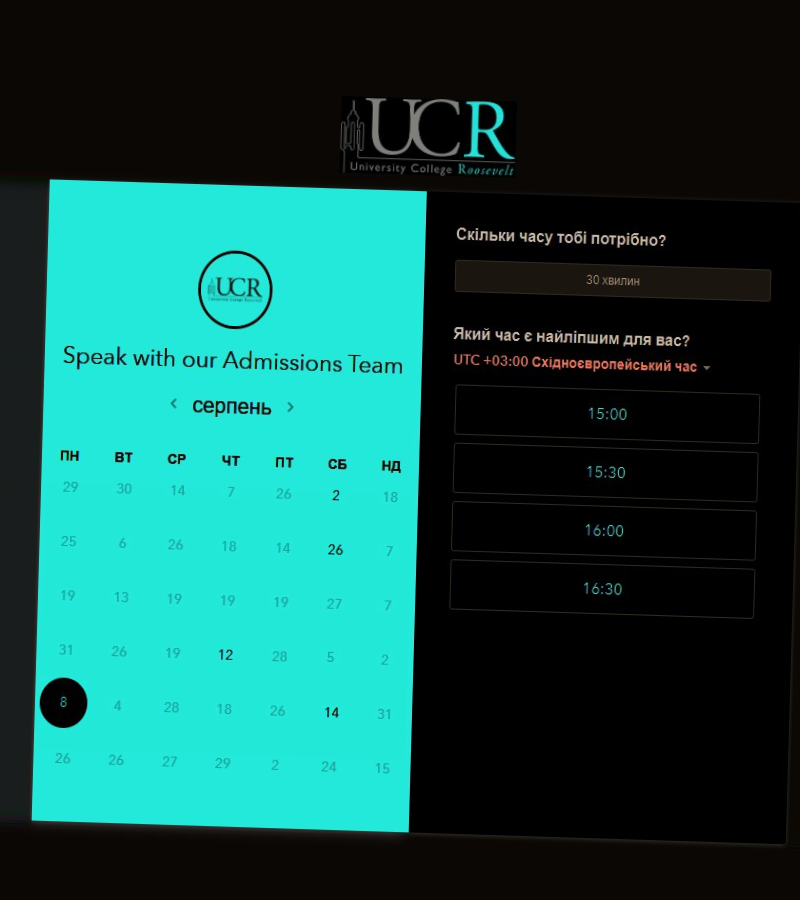 UCR
University College Roosevelt
UCR
University College Roosevelt
Speak with our Admissions Team
серпень
ПН ВТ СР ЧТ ПТ СБ НД
29 30 14 7 26 2 18
25 6 26 18 14 26 7
19 13 19 19 19 27 7
31 26 19 12 28 5 2
8 4 28 18 26 14 31
26 26 27 29 2 24 15
Скільки часу тобі потрібно?
30 хвилин
Який час є найліпшим для вас?
UTC +03:00 Східноєвропейський час
15:00
15:30
16:00
16:30